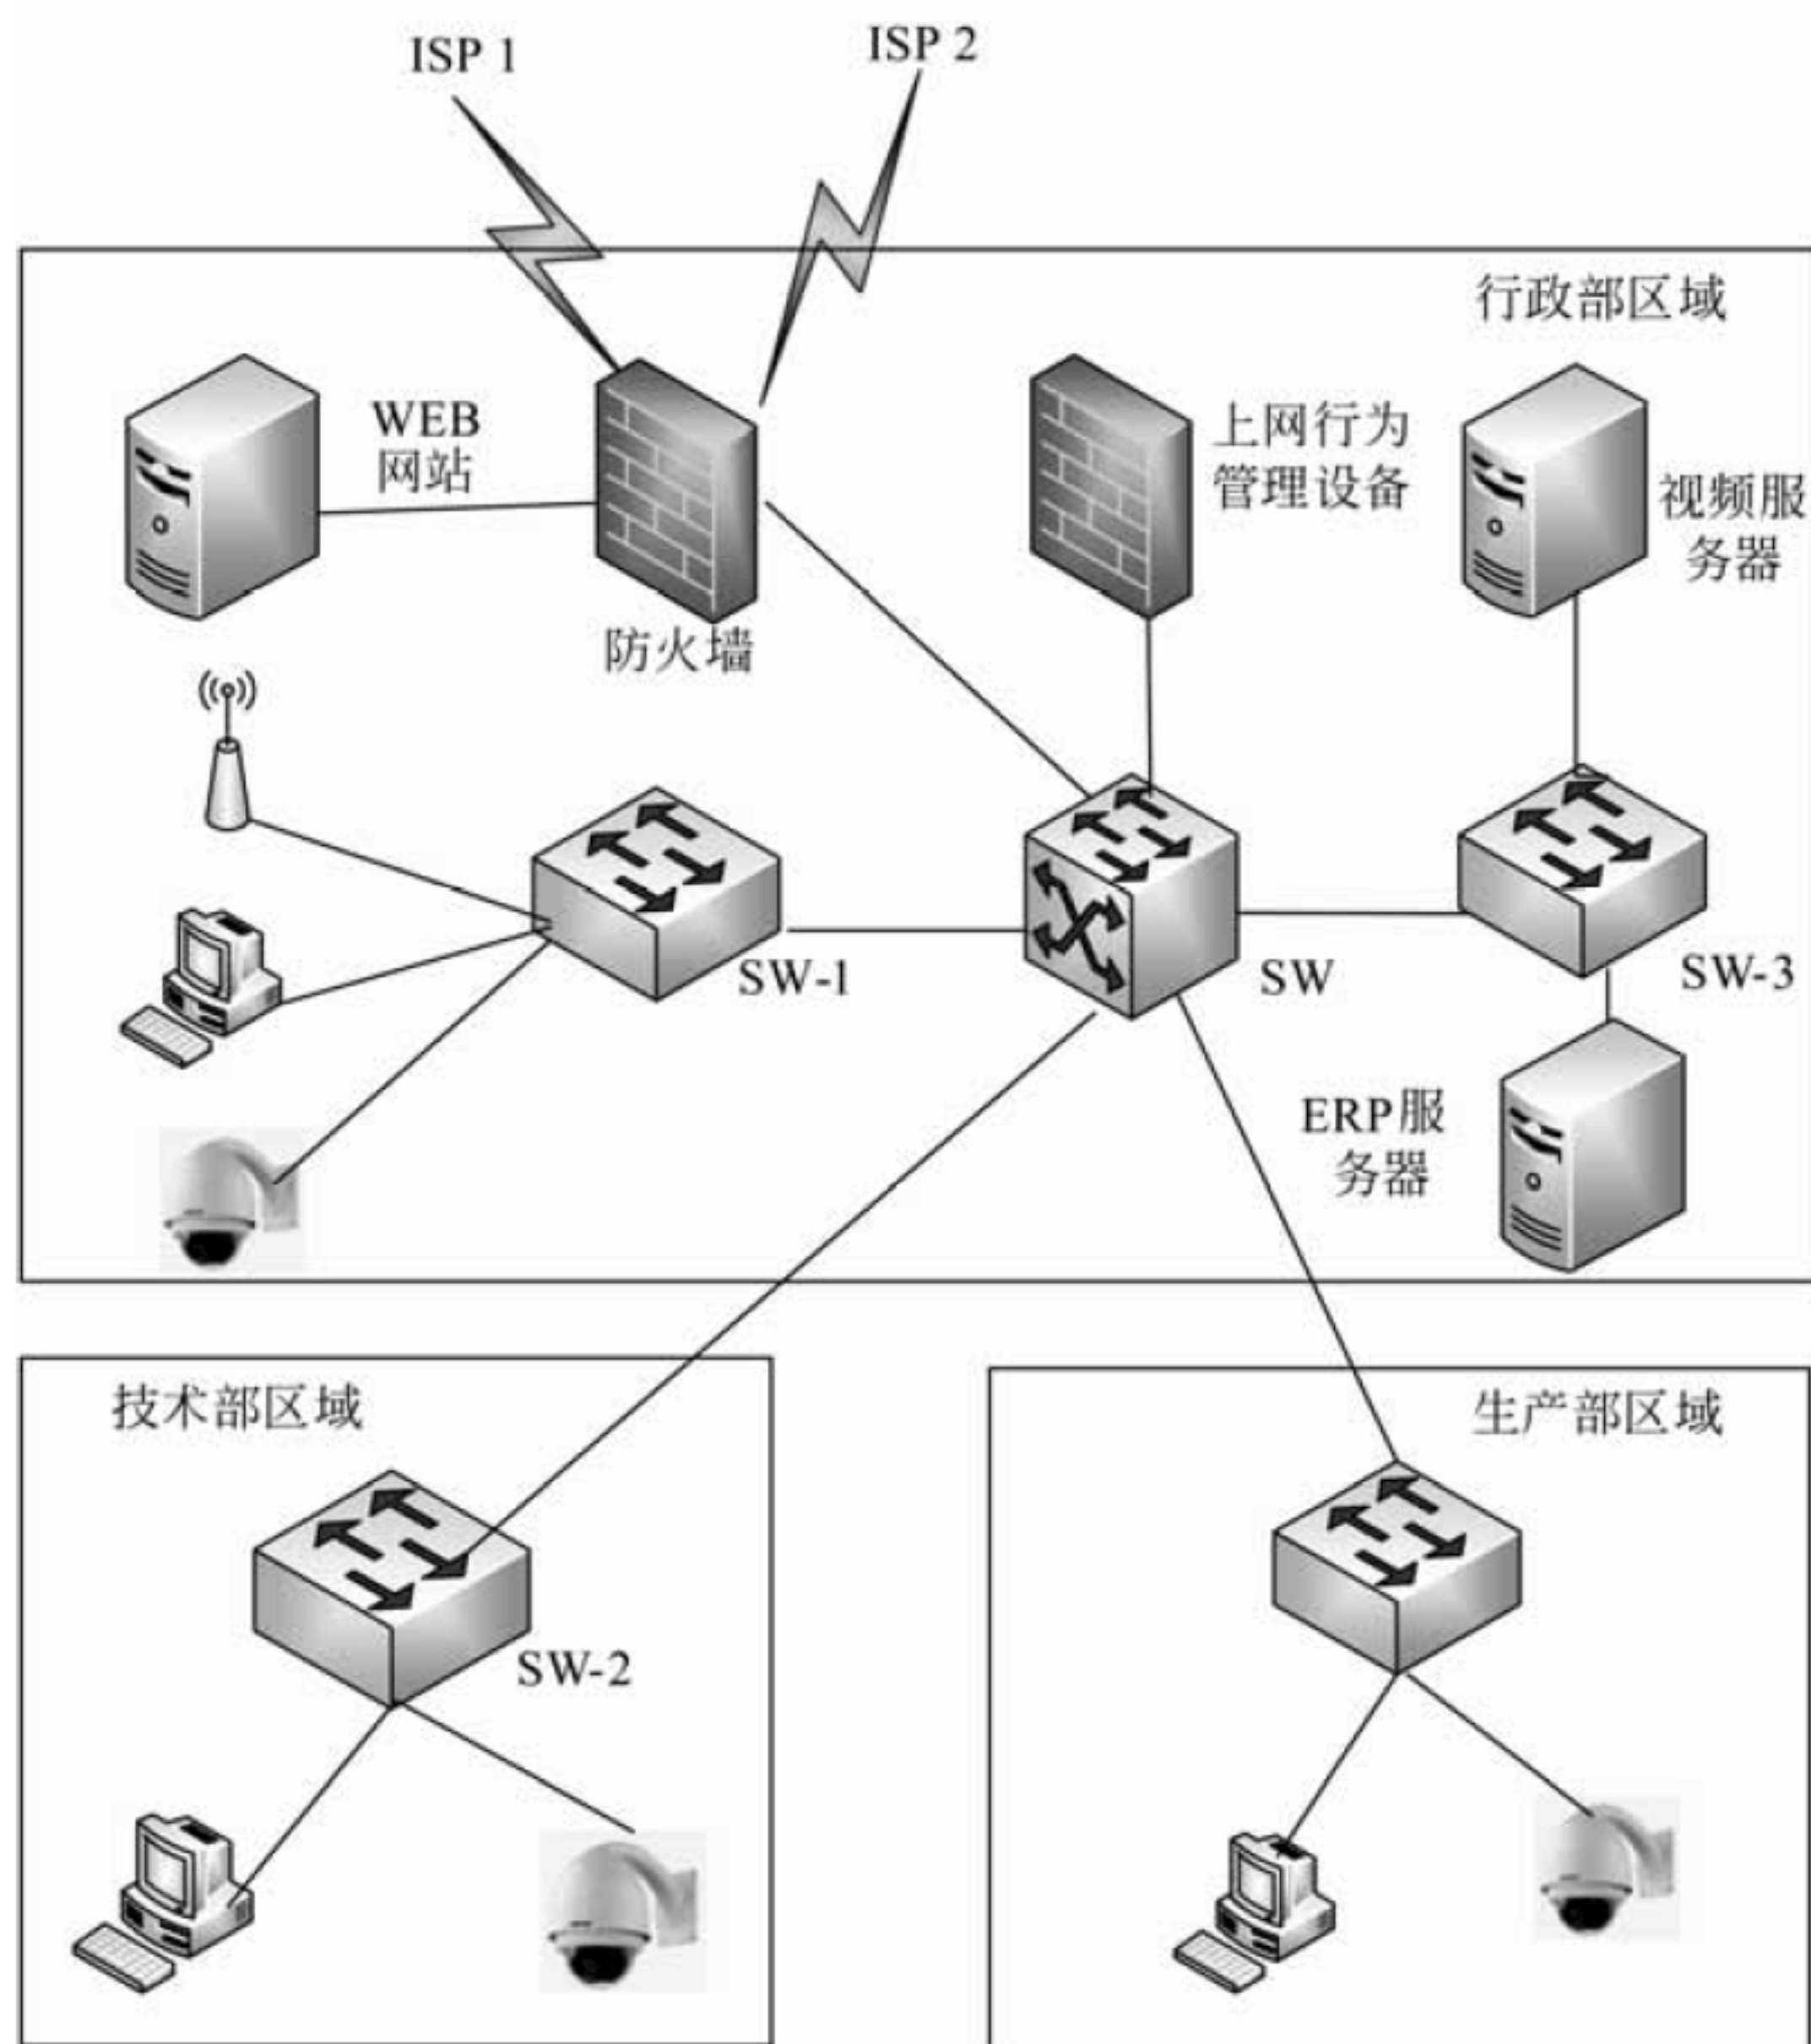 ISP 1
ISP 2
行政部区域
WEB
网站
防火墙
上网行为
管理设备
视频服
务器
SW-1
SW
SW-3
ERP服
务器
技术部区域
SW-2
生产部区域